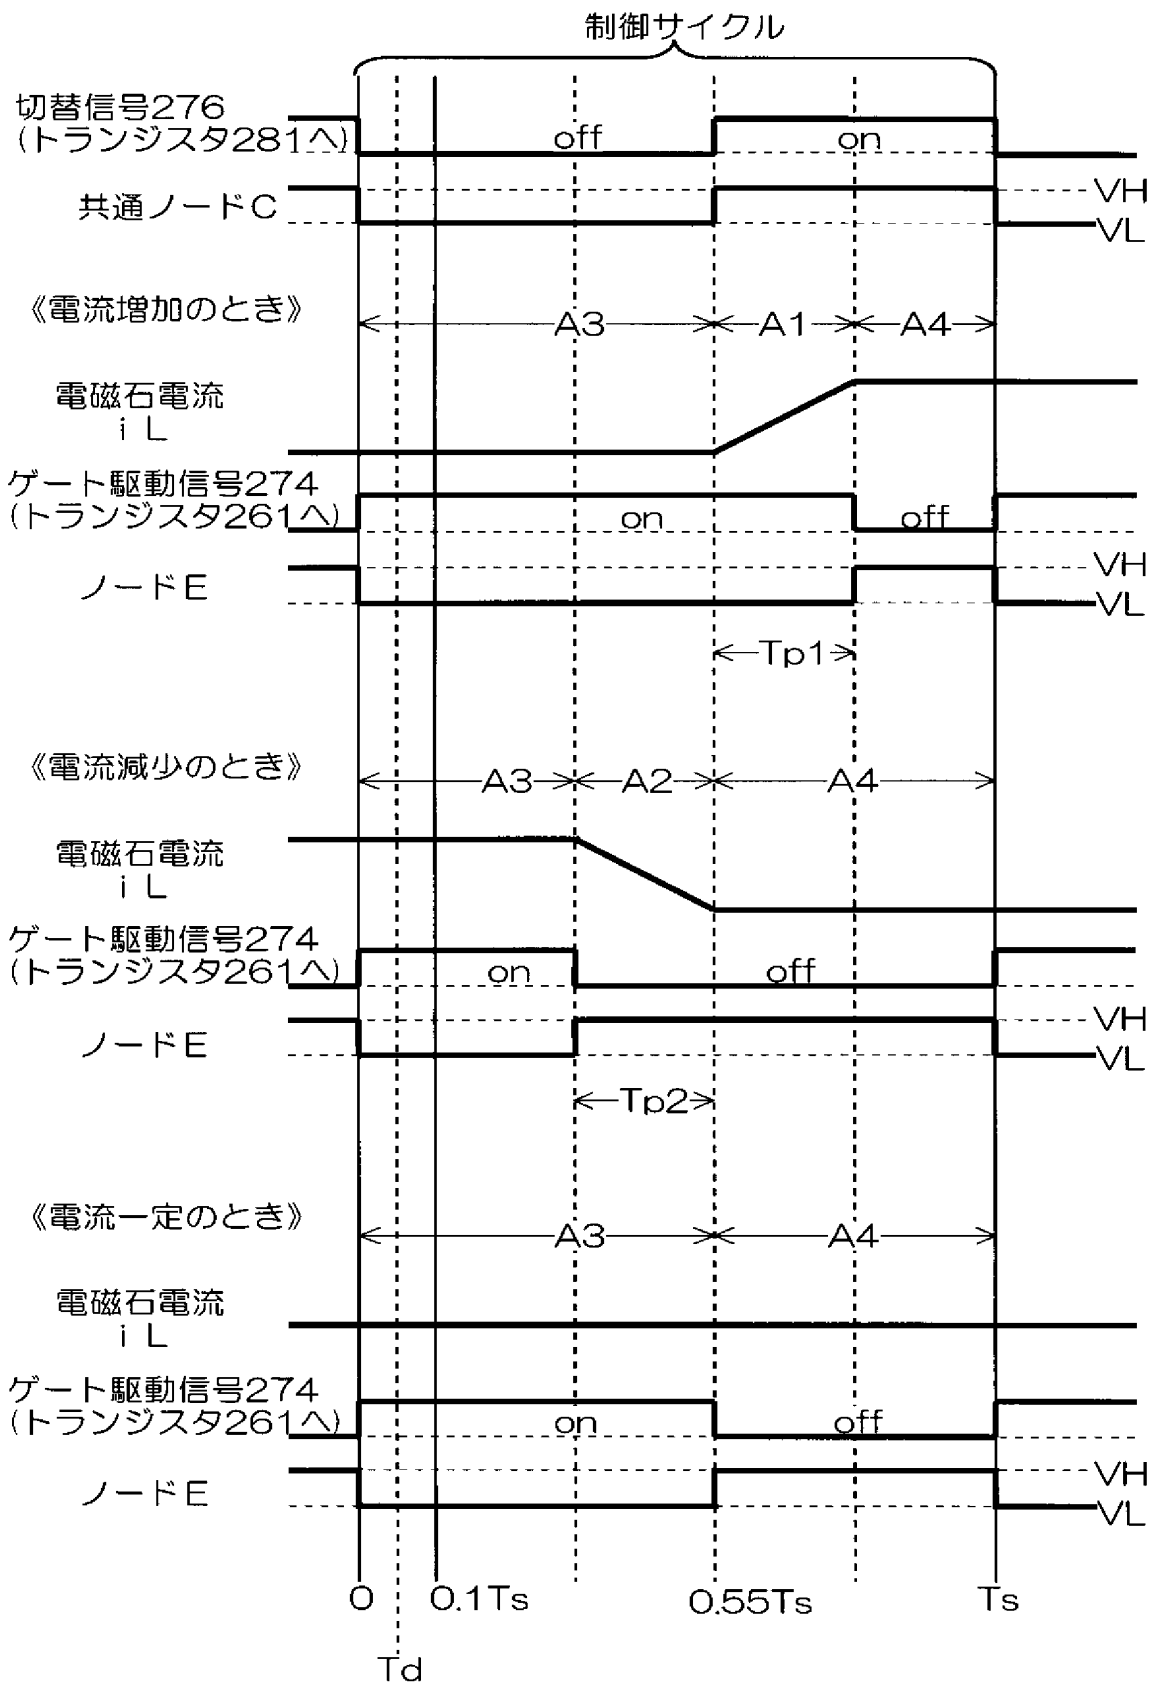 制御サイクル
切替信号276
(トランジスタ281へ)
off
on
共通ノードC
VH
VL
《電流増加のとき》
A3
A1
A4
電磁石電流
i L
ゲート駆動信号274
(トランジスタ261へ)
on
off
ノードE
VH
VL
Tp1
《電流減少のとき》
A3
A2
A4
電磁石電流
i L
ゲート駆動信号274
(トランジスタ261へ)
on
off
ノードE
VH
VL
Tp2
《電流一定のとき》
A3
A4
電磁石電流
i L
ゲート駆動信号274
(トランジスタ261へ)
on
off
ノードE
VH
VL
0
0.1Ts
0.55Ts
Ts
Td